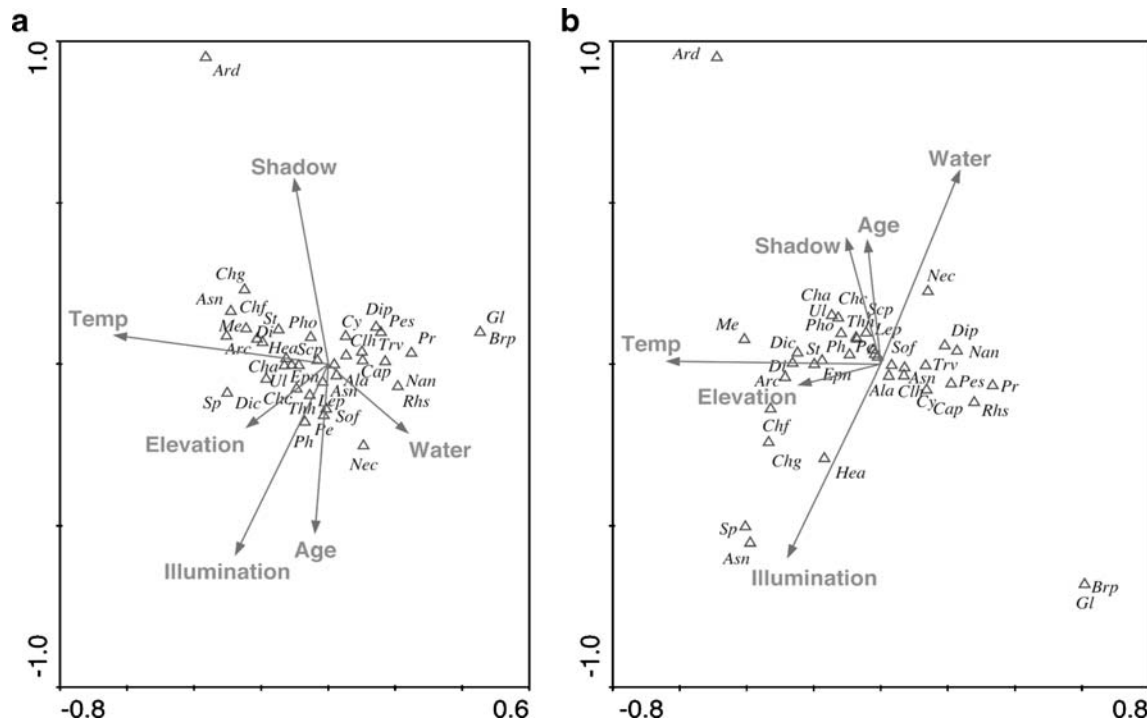 a
b
1.0
Ard
Shadow
Chg
Asn
Chf
Temp
Me
St
Di
Pho
Cy
Dip
Pes
Gl
Brp
Arc
Hea
Scp
Clh
Trv
Pr
Cha
Ul
Epn
Ala
Cap
Nan
Sp
Dic
Chc
Lep
Asn
Rhs
Thn
Pe
Sof
Elevation
Ph
Nec
Water
Illumination
Age
-1.0
-0.8
0.6
1.0
Ard
Water
Shadow
Age
Nec
Cha
Chc
Scp
Ul
Thn
Pho
Lep
Me
Temp
Dic
St
Ph
Pe
Sof
Dip
Nan
Di
Arc
Epn
Trv
Asn
Elevation
Ala
Clh
Pes
Pr
Cy
Cap
Rhs
Chf
Chg
Hea
Sp
Asn
Illumination
Brp
Gl
-1.0
-0.8
0.8